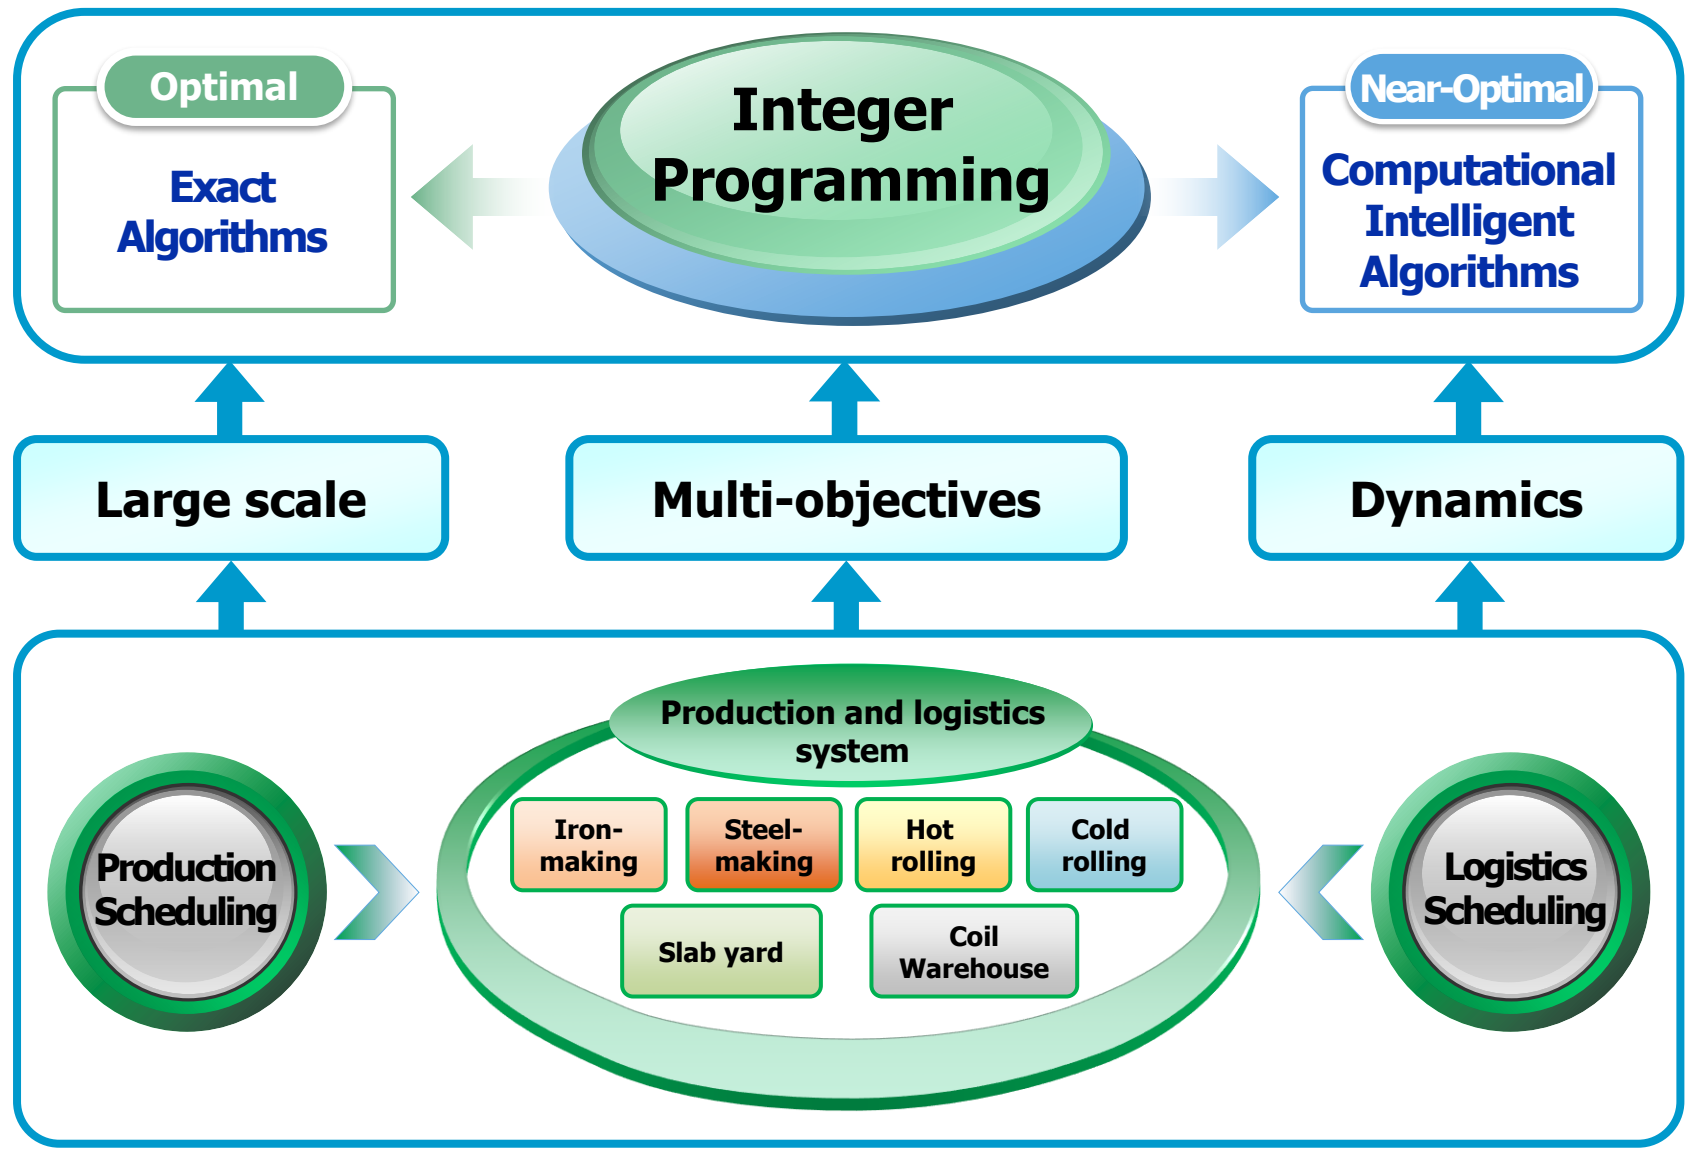 Optimal
Exact
Algorithms
Integer
Programming
Near-Optimal
Computational
Intelligent
Algorithms
Large scale
Multi-objectives
Dynamics
Production and logistics
system
Production
Scheduling
Iron-
making
Steel-
making
Hot
rolling
Cold
rolling
Slab yard
Coil
Warehouse
Logistics
Scheduling